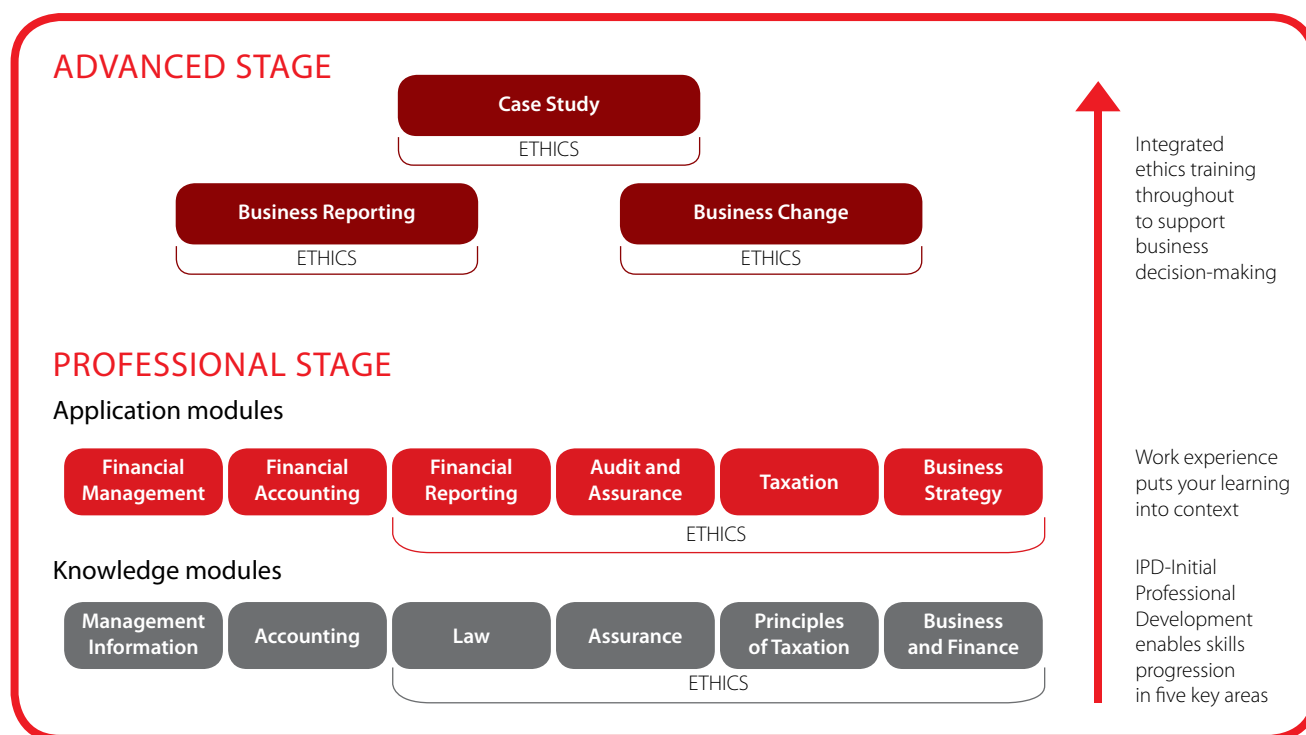 ADVANCED STAGE
Case Study
ETHICS
Business Reporting
ETHICS
Business Change
ETHICS
Integrated
ethics training
throughout
to support
business
decision-making
PROFESSIONAL STAGE
Application modules
Financial
Management
Financial
Accounting
Financial
Reporting
Audit and
Assurance
Taxation
Business
Strategy
ETHICS
Work experience
puts your learning
into context
Knowledge modules
Management
Information
Accounting
Law
Assurance
Principles
of Taxation
Business
and Finance
ETHICS
IPD-Initial
Professional
Development
enables skills
progression
in five key areas